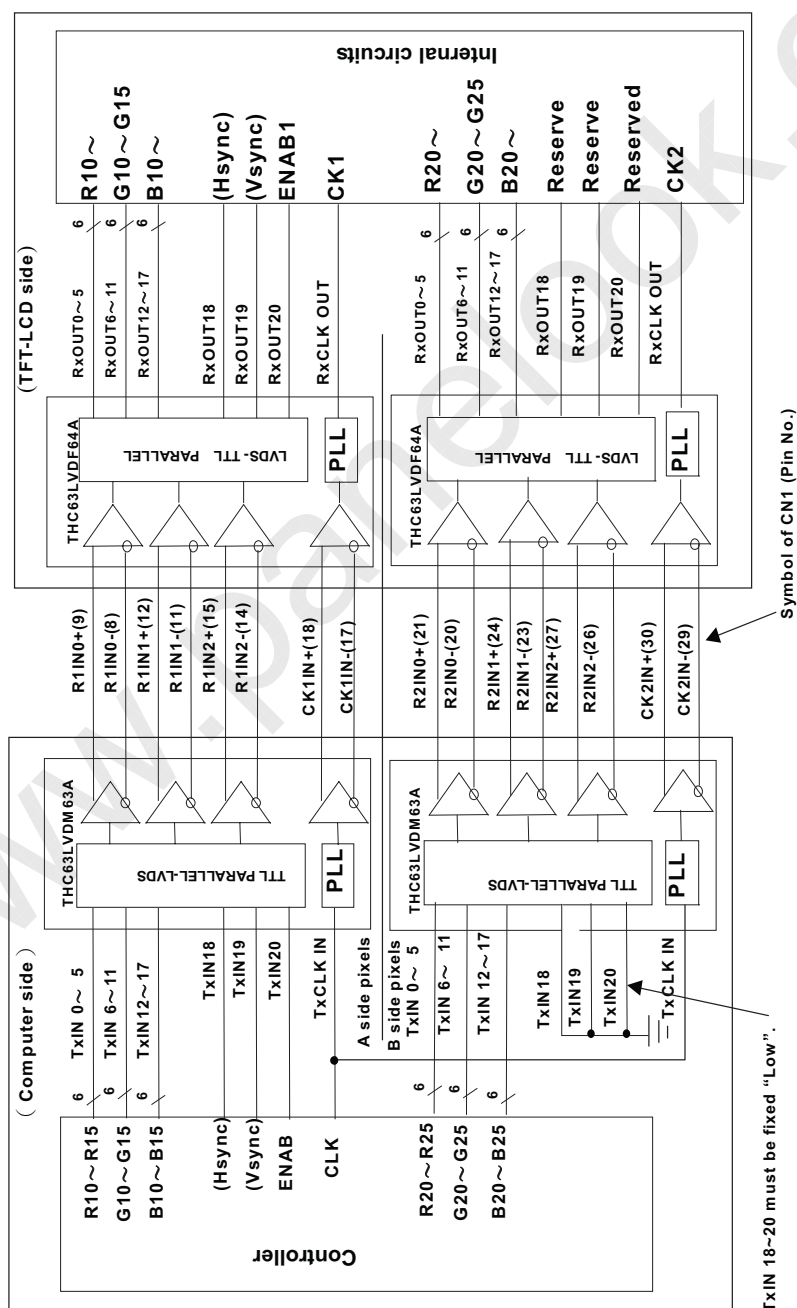 (TFT-LCD side)
Internal circuits
R10～
G10～G15
B10～
(Hsync)
(Vsync)
ENAB1
CK1
R20～
G20～G25
B20～
Reserve
Reserve
Reserved
CK2
6
6
6
6
6
6
RxOUT0～ 5
RxOUT6～ 11
RxOUT12～ 17
RxOUT18
RxOUT19
RxOUT20
RxCLK OUT
RxOUT0～ 5
RxOUT6～ 11
RxOUT12～ 17
RxOUT18
RxOUT19
RxOUT20
RxCLK OUT
THC63LVDF64A
LVDS-TTL PARALLEL
PLL
THC63LVDF64A
LVDS-TTL PARALLEL
PLL
R1IN0+(9)
R1IN0-(8)
R1IN1+(12)
R1IN1-(11)
R1IN2+(15)
R1IN2-(14)
CK1IN+(18)
CK1IN-(17)
R2IN0+(21)
R2IN0-(20)
R2IN1+(24)
R2IN1-(23)
R2IN2+(27)
R2IN2-(26)
CK2IN+(30)
CK2IN-(29)
Symbol of CN1 (Pin No.)
(Computer side)
THC63LVDM63A
TTL PARALLEL-LVDS
PLL
THC63LVDM63A
TTL PARALLEL-LVDS
PLL
TxIN 0～ 5
TxIN 6～ 11
TxIN12～ 17
TxIN18
TxIN19
TxIN20
TxCLK IN
A side pixels
B side pixels
TxIN 0～ 5
TxIN 6～ 11
TxIN 12～17
TxIN18
TxIN19
TxIN20
TxCLK IN
6
6
6
6
6
6
R10～R15
G10～G15
B10～B15
(Hsync)
(Vsync)
ENAB
CLK
R20～R25
G20～G25
B20～B25
Controller
TxIN 18~20 must be fixed “Low”.
www.panelook.